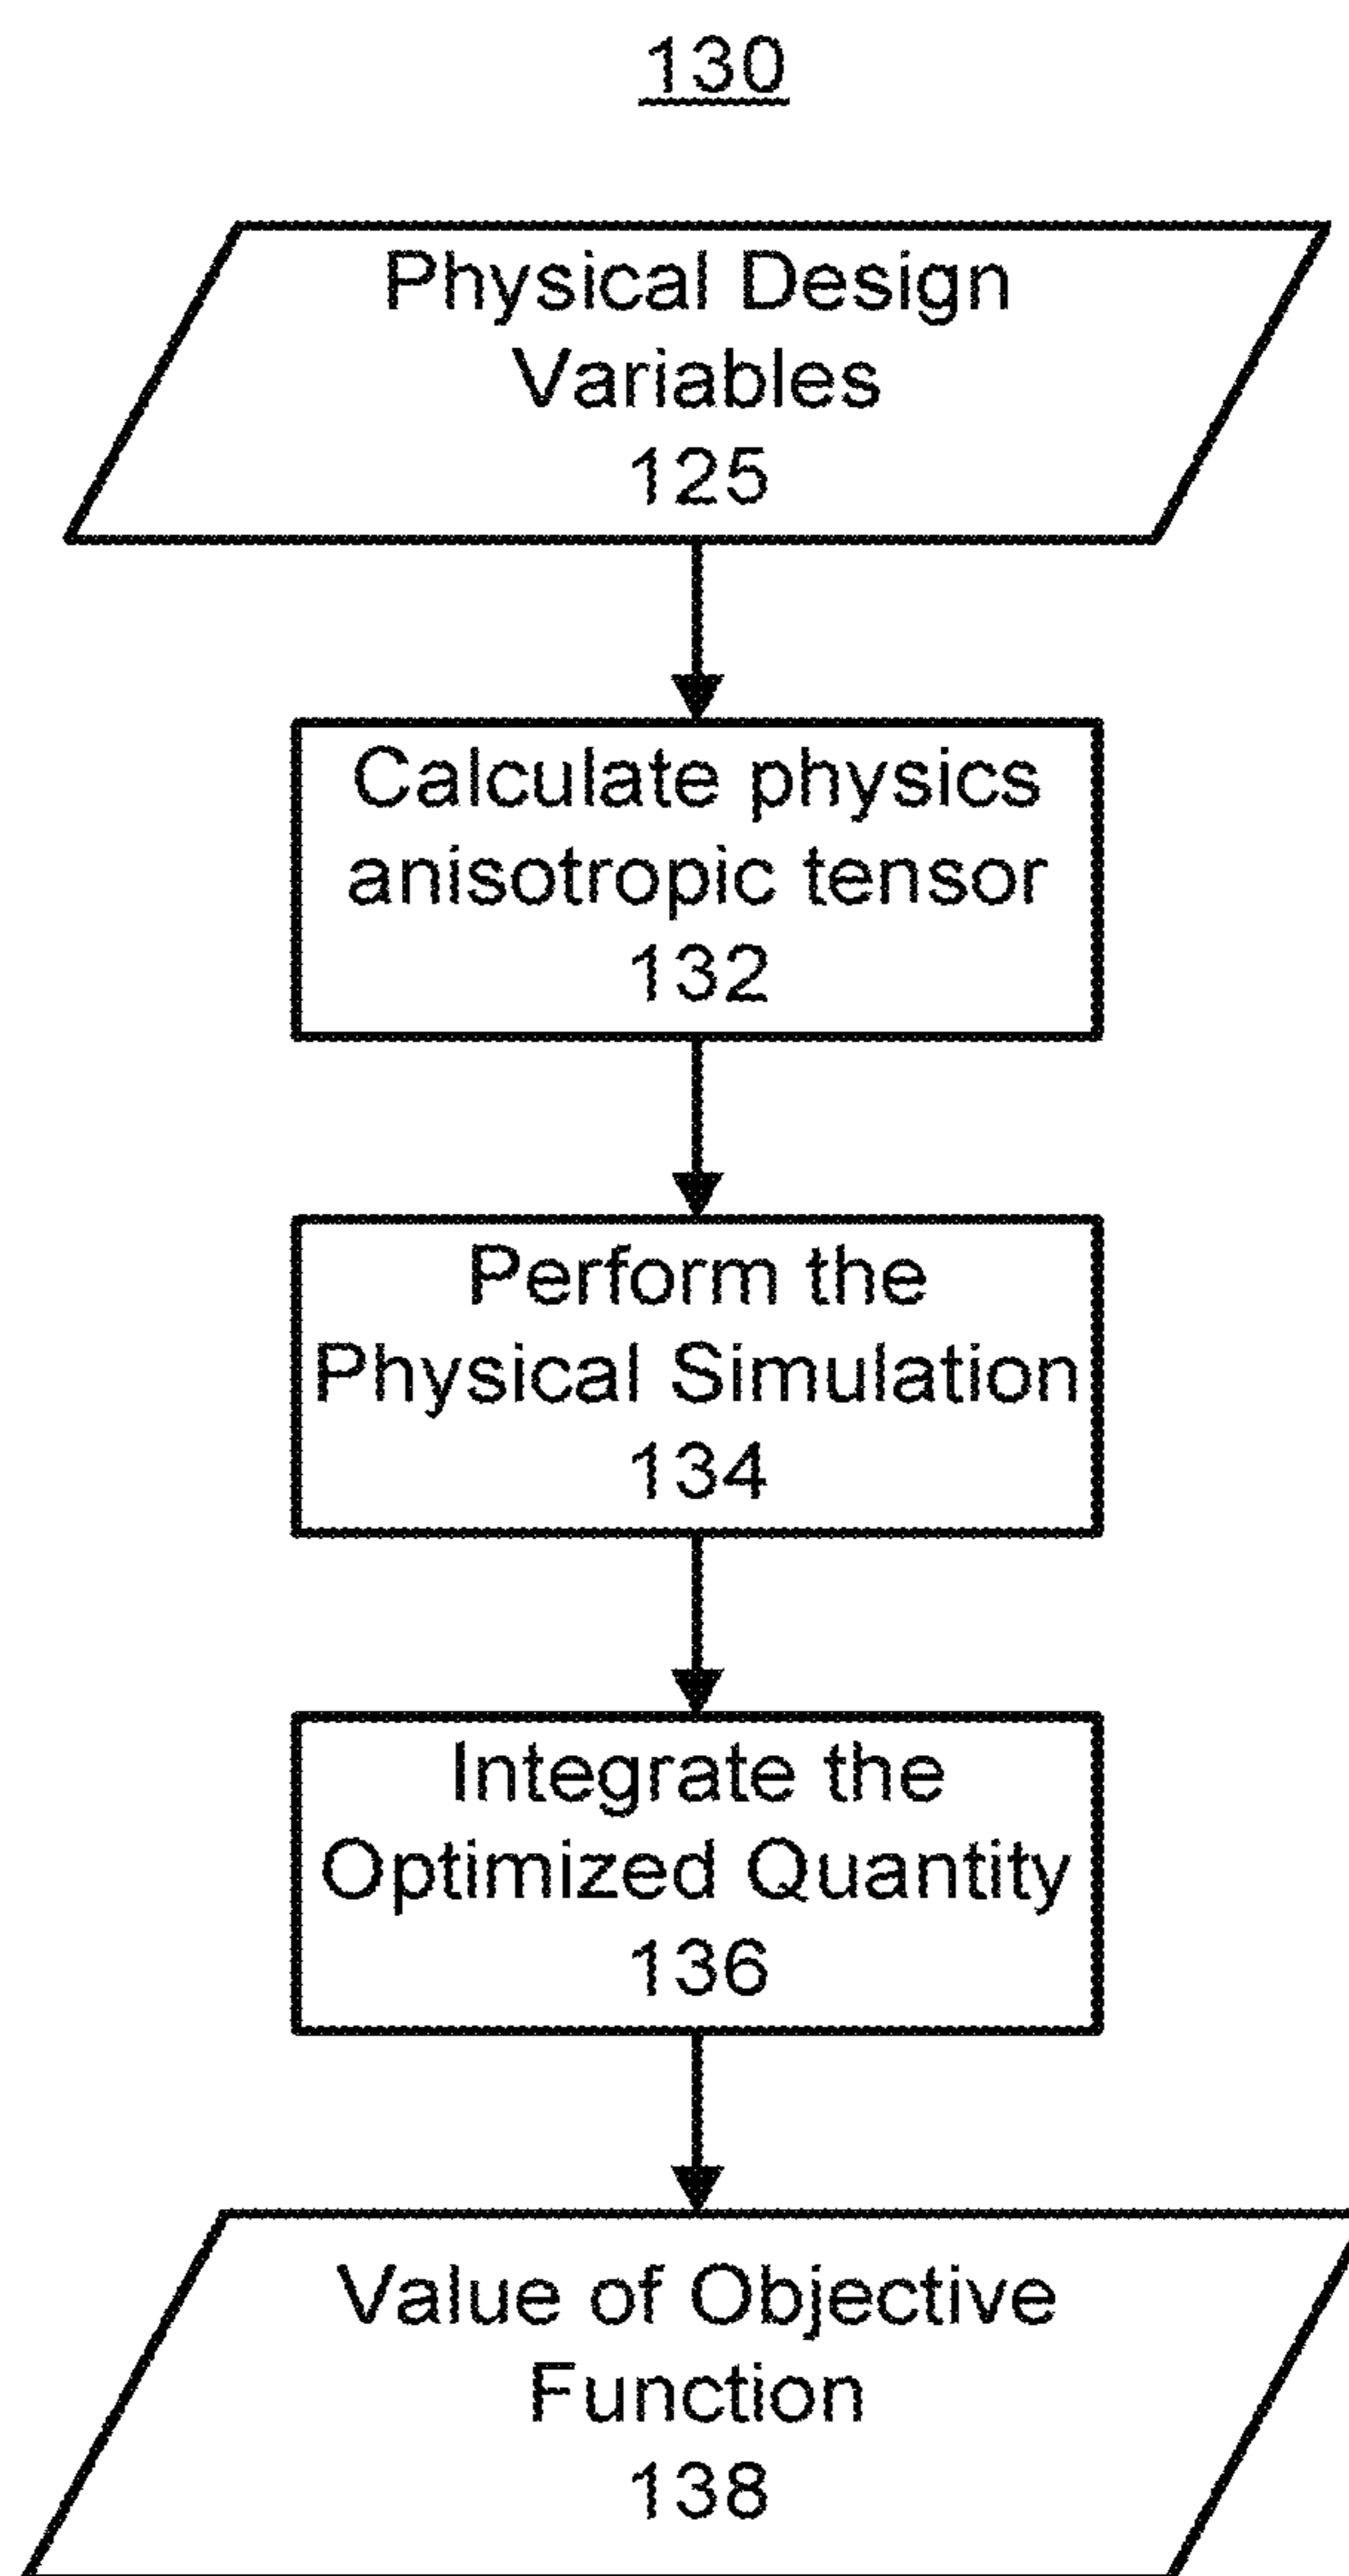 130
Physical Design
Variables
125
Calculate physics
anisotropic tensor
132
Perform the
Physical Simulation
134
Integrate the
Optimized Quantity
136
Value of Objective
Function
138